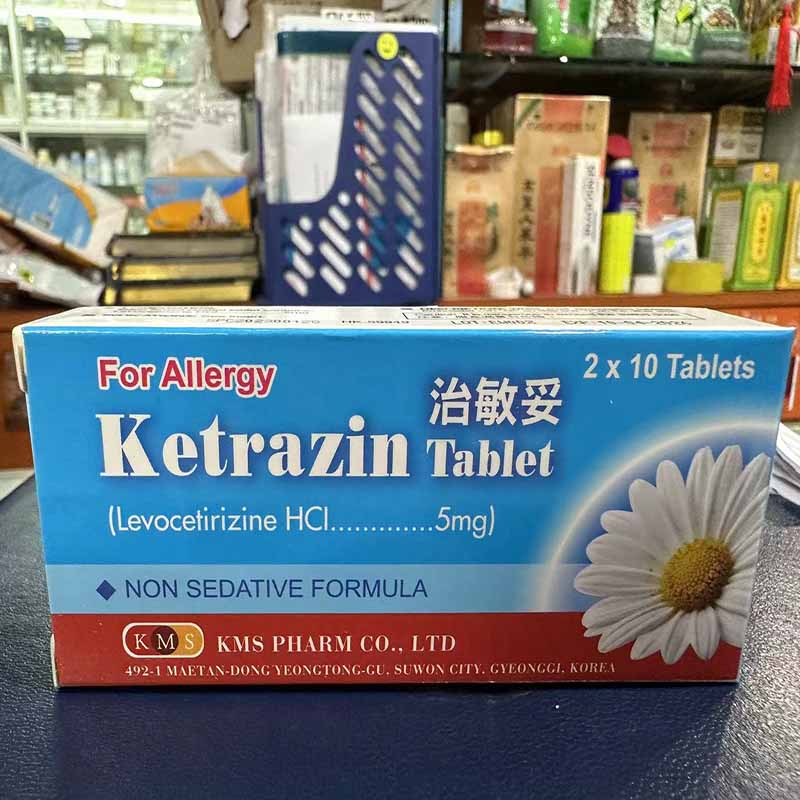 For Allergy
2 x 10 Tablets
Ketrazin
治敏妥
Tablet
(Levocetirizine HCl.............5mg)
◆ NON SEDATIVE FORMULA
KMS
KMS PHARM CO., LTD
492-1 MAETAN-DONG YEONGTONG-GU, SUWON CITY, GYEONGGI, KOREA